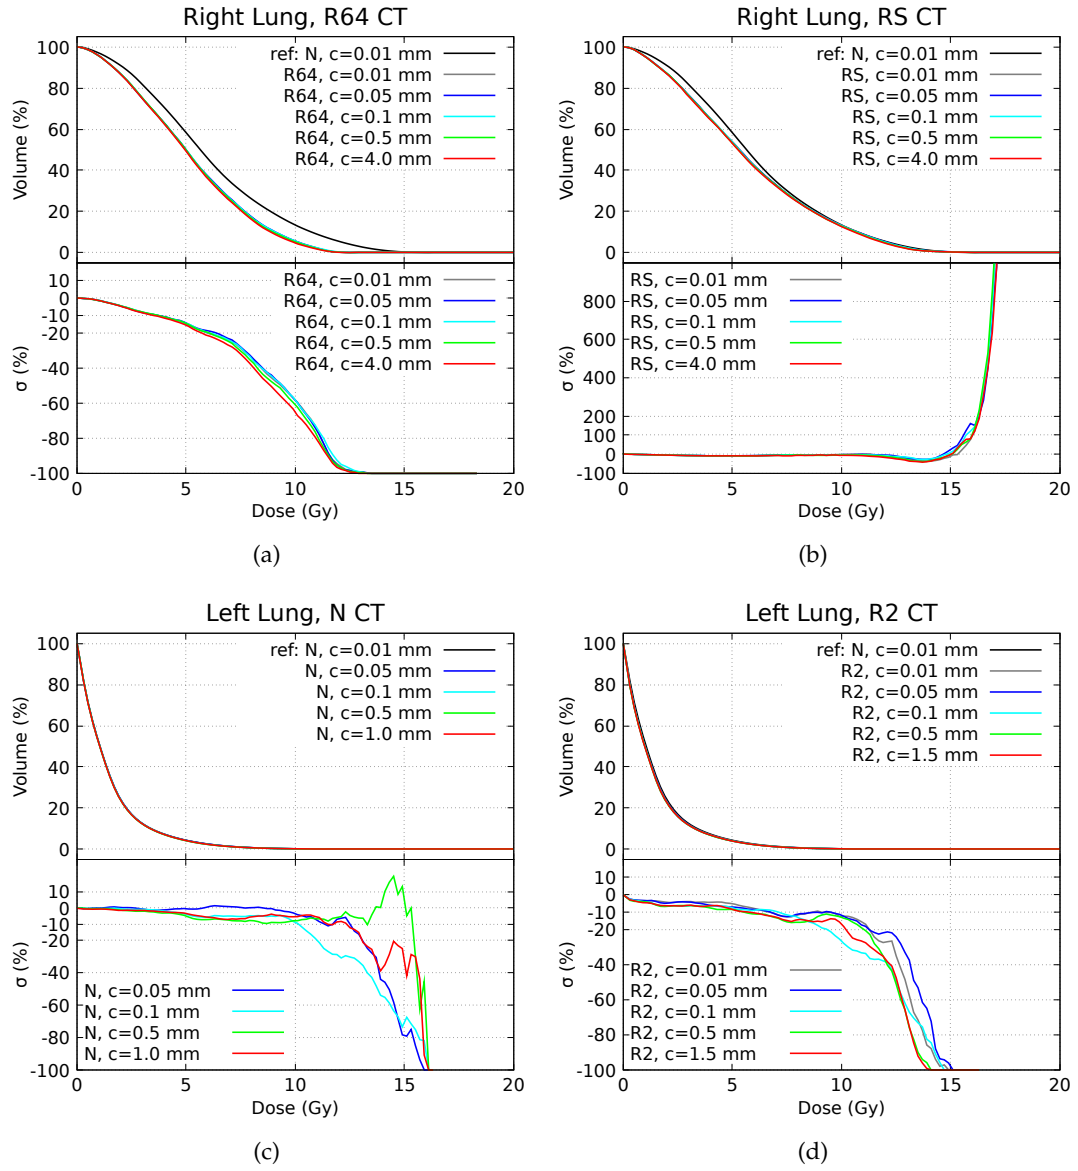 Right Lung, R64 CT
Volume (%)
100
80
60
40
20
0
ref: N, c=0.01 mm
R64, c=0.01 mm
R64, c=0.05 mm
R64, c=0.1 mm
R64, c=0.5 mm
R64, c=4.0 mm
σ (%)
10
0
-10
-20
-40
-60
-80
-100
R64, c=0.01 mm
R64, c=0.05 mm
R64, c=0.1 mm
R64, c=0.5 mm
R64, c=4.0 mm
0 5 10 15 20
Dose (Gy)
(a)
Right Lung, RS CT
Volume (%)
100
80
60
40
20
0
ref: N, c=0.01 mm
RS, c=0.01 mm
RS, c=0.05 mm
RS, c=0.1 mm
RS, c=0.5 mm
RS, c=4.0 mm
σ (%)
800
600
400
200
100
0
-100
RS, c=0.01 mm
RS, c=0.05 mm
RS, c=0.1 mm
RS, c=0.5 mm
RS, c=4.0 mm
0 5 10 15 20
Dose (Gy)
(b)
Left Lung, N CT
Volume (%)
100
80
60
40
20
0
ref: N, c=0.01 mm
N, c=0.05 mm
N, c=0.1 mm
N, c=0.5 mm
N, c=1.0 mm
σ (%)
10
0
-10
-20
-40
-60
-80
-100
N, c=0.05 mm
N, c=0.1 mm
N, c=0.5 mm
N, c=1.0 mm
0 5 10 15 20
Dose (Gy)
(c)
Left Lung, R2 CT
Volume (%)
100
80
60
40
20
0
ref: N, c=0.01 mm
R2, c=0.01 mm
R2, c=0.05 mm
R2, c=0.1 mm
R2, c=0.5 mm
R2, c=1.5 mm
σ (%)
10
0
-10
-20
-40
-60
-80
-100
R2, c=0.01 mm
R2, c=0.05 mm
R2, c=0.1 mm
R2, c=0.5 mm
R2, c=1.5 mm
0 5 10 15 20
Dose (Gy)
(d)